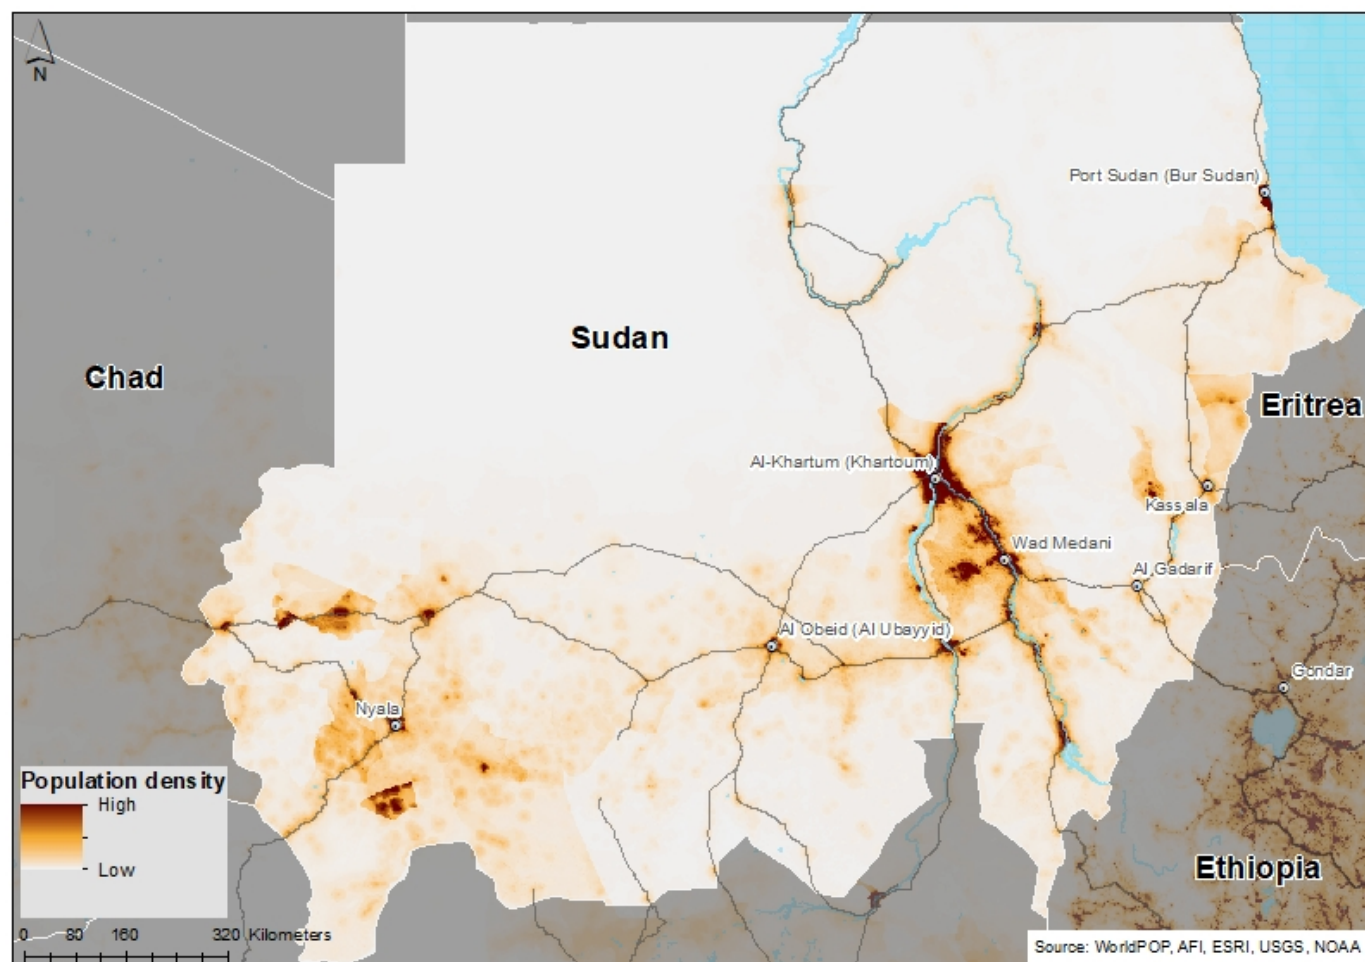 N
Port Sudan (Bur Sudan)
Sudan
Chad
Eritrea
Al-Khartum (Khartoum)
Kassala
Wad Medani
Al Gadarif
Al Obeid (Al Ubayyid)
Gondar
Nyala
Population density
High
Low
Ethiopia
0 80 160 320 Kilometers
Source: WorldPOP, AFI, ESRI, USGS, NOAA